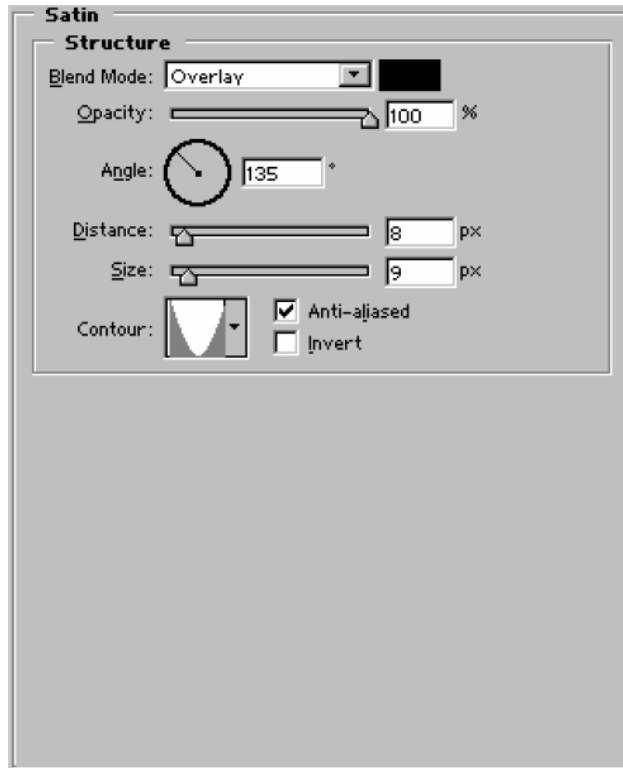 Satin
Structure
Blend Mode: Overlay
Opacity: 100 %
Angle: 135 °
Distance: 8 px
Size: 9 px
Contour: Anti-aliased
Invert